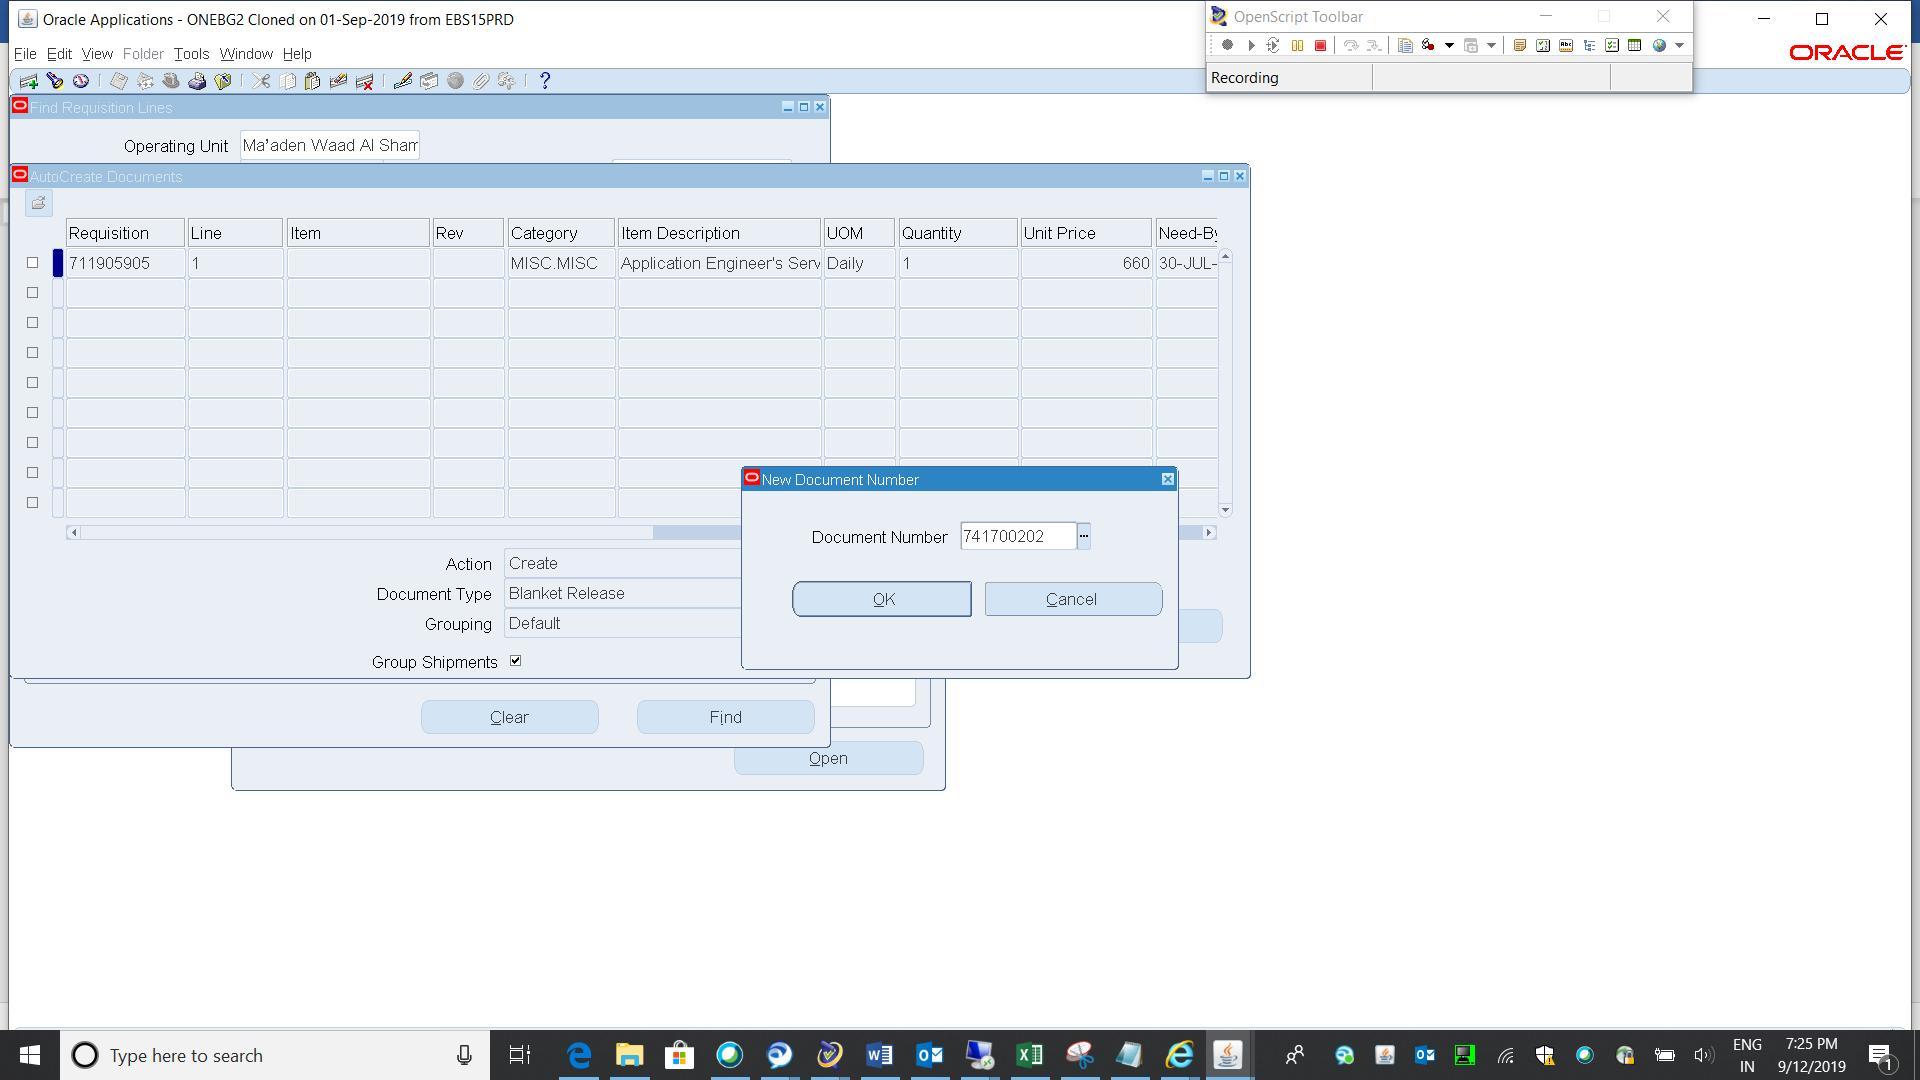 Oracle Applications - ONEBG2 Cloned on 01-Sep-2019 from EBS15PRD
OpenScript Toolbar
File Edit View Folder Tools Window Help
ORACLE
Recording
Find Requisition Lines
Operating Unit Ma'aden Waad Al Sham
AutoCreate Documents
Requisition Line Item Rev Category Item Description UOM Quantity Unit Price Need-By
711905905 1 MISC.MISC Application Engineer's Serv Daily 1 660 30-JUL-
New Document Number
Document Number 741700202
OK Cancel
Action Create
Document Type Blanket Release
Grouping Default
Group Shipments
Clear Find
Open
Type here to search
ENG
IN
7:25 PM
9/12/2019
1